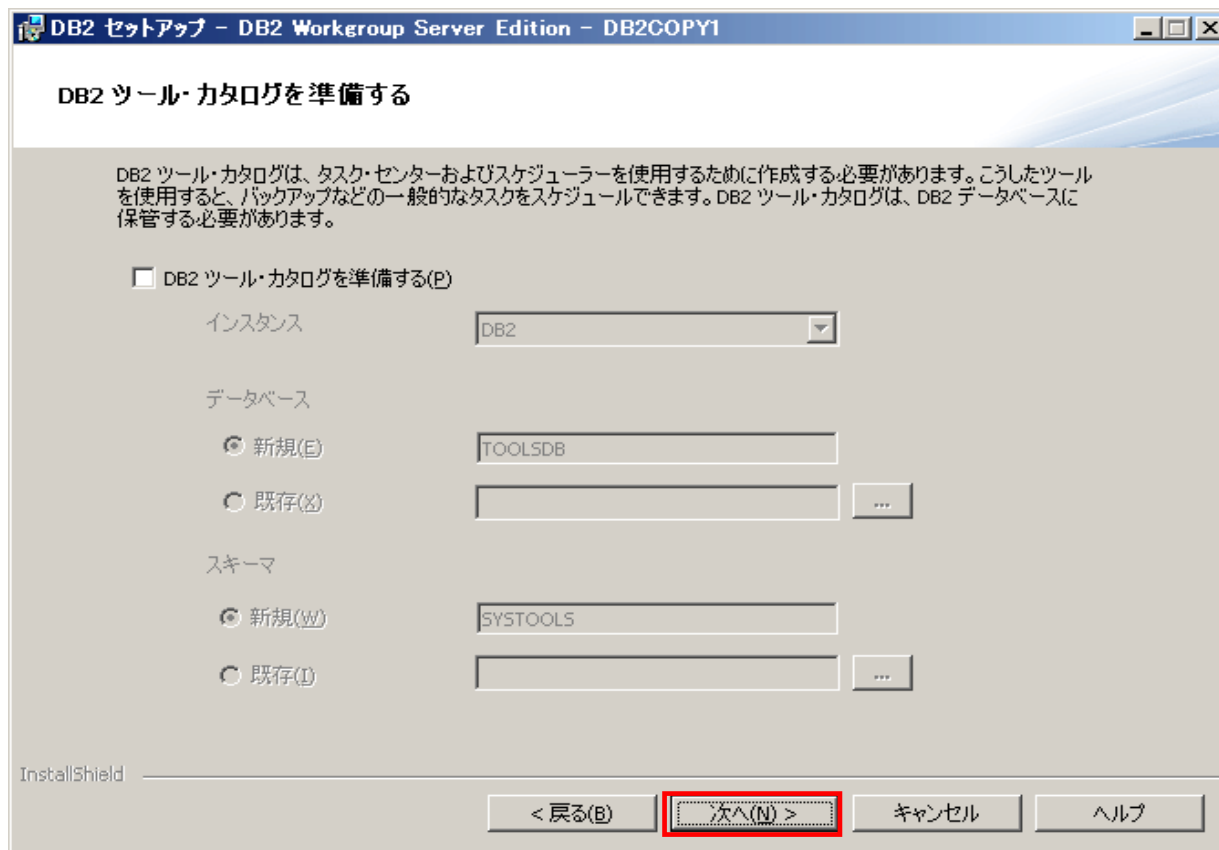 DB2 セットアップ - DB2 Workgroup Server Edition - DB2COPY1
DB2 ツール・カタログを準備する
DB2 ツール・カタログは、タスク・センターおよびスケジューラーを使用するために作成する必要があります。こうしたツール
を使用すると、バックアップなどの一般的なタスクをスケジュールできます。DB2 ツール・カタログは、DB2 データベースに
保管する必要があります。
DB2 ツール・カタログを準備する(P)
インスタンス
DB2
データベース
新規(E)
TOOLSDB
既存(X)
...
スキーマ
新規(W)
SYSTOOLS
既存(I)
...
InstallShield
< 戻る(B)
次へ(N) >
キャンセル
ヘルプ